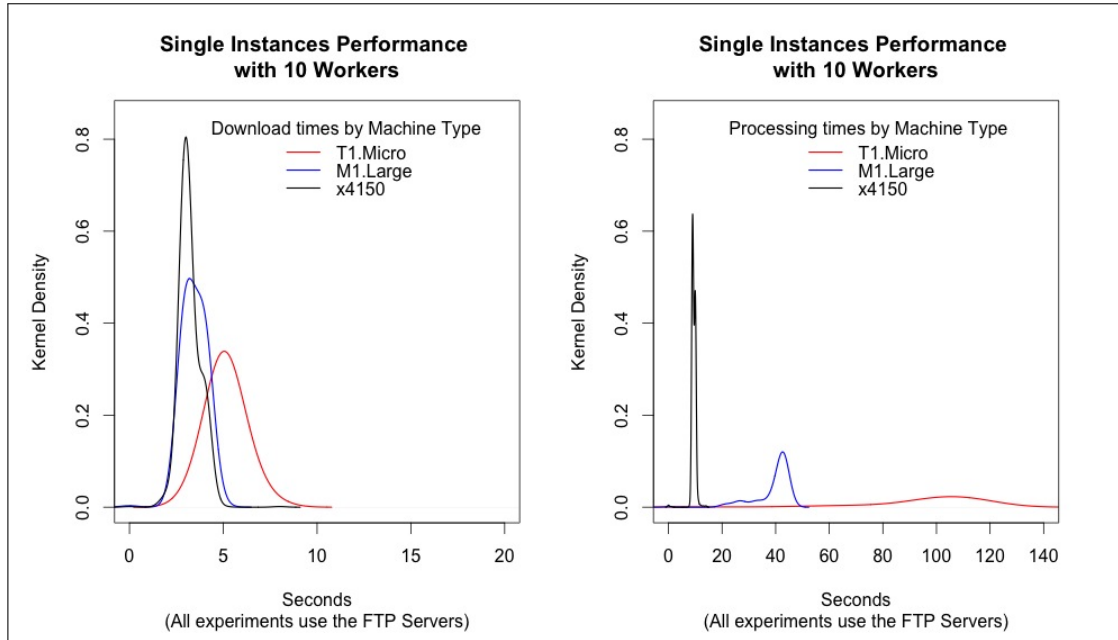 Single Instances Performance
with 10 Workers
Download times by Machine Type
T1.Micro
M1.Large
x4150
Kernel Density
0.8
0.6
0.4
0.2
0.0
0 5 10 15 20
Seconds
(All experiments use the FTP Servers)
Single Instances Performance
with 10 Workers
Processing times by Machine Type
T1.Micro
M1.Large
x4150
Kernel Density
0.8
0.6
0.4
0.2
0.0
0 20 40 60 80 100 120 140
Seconds
(All experiments use the FTP Servers)